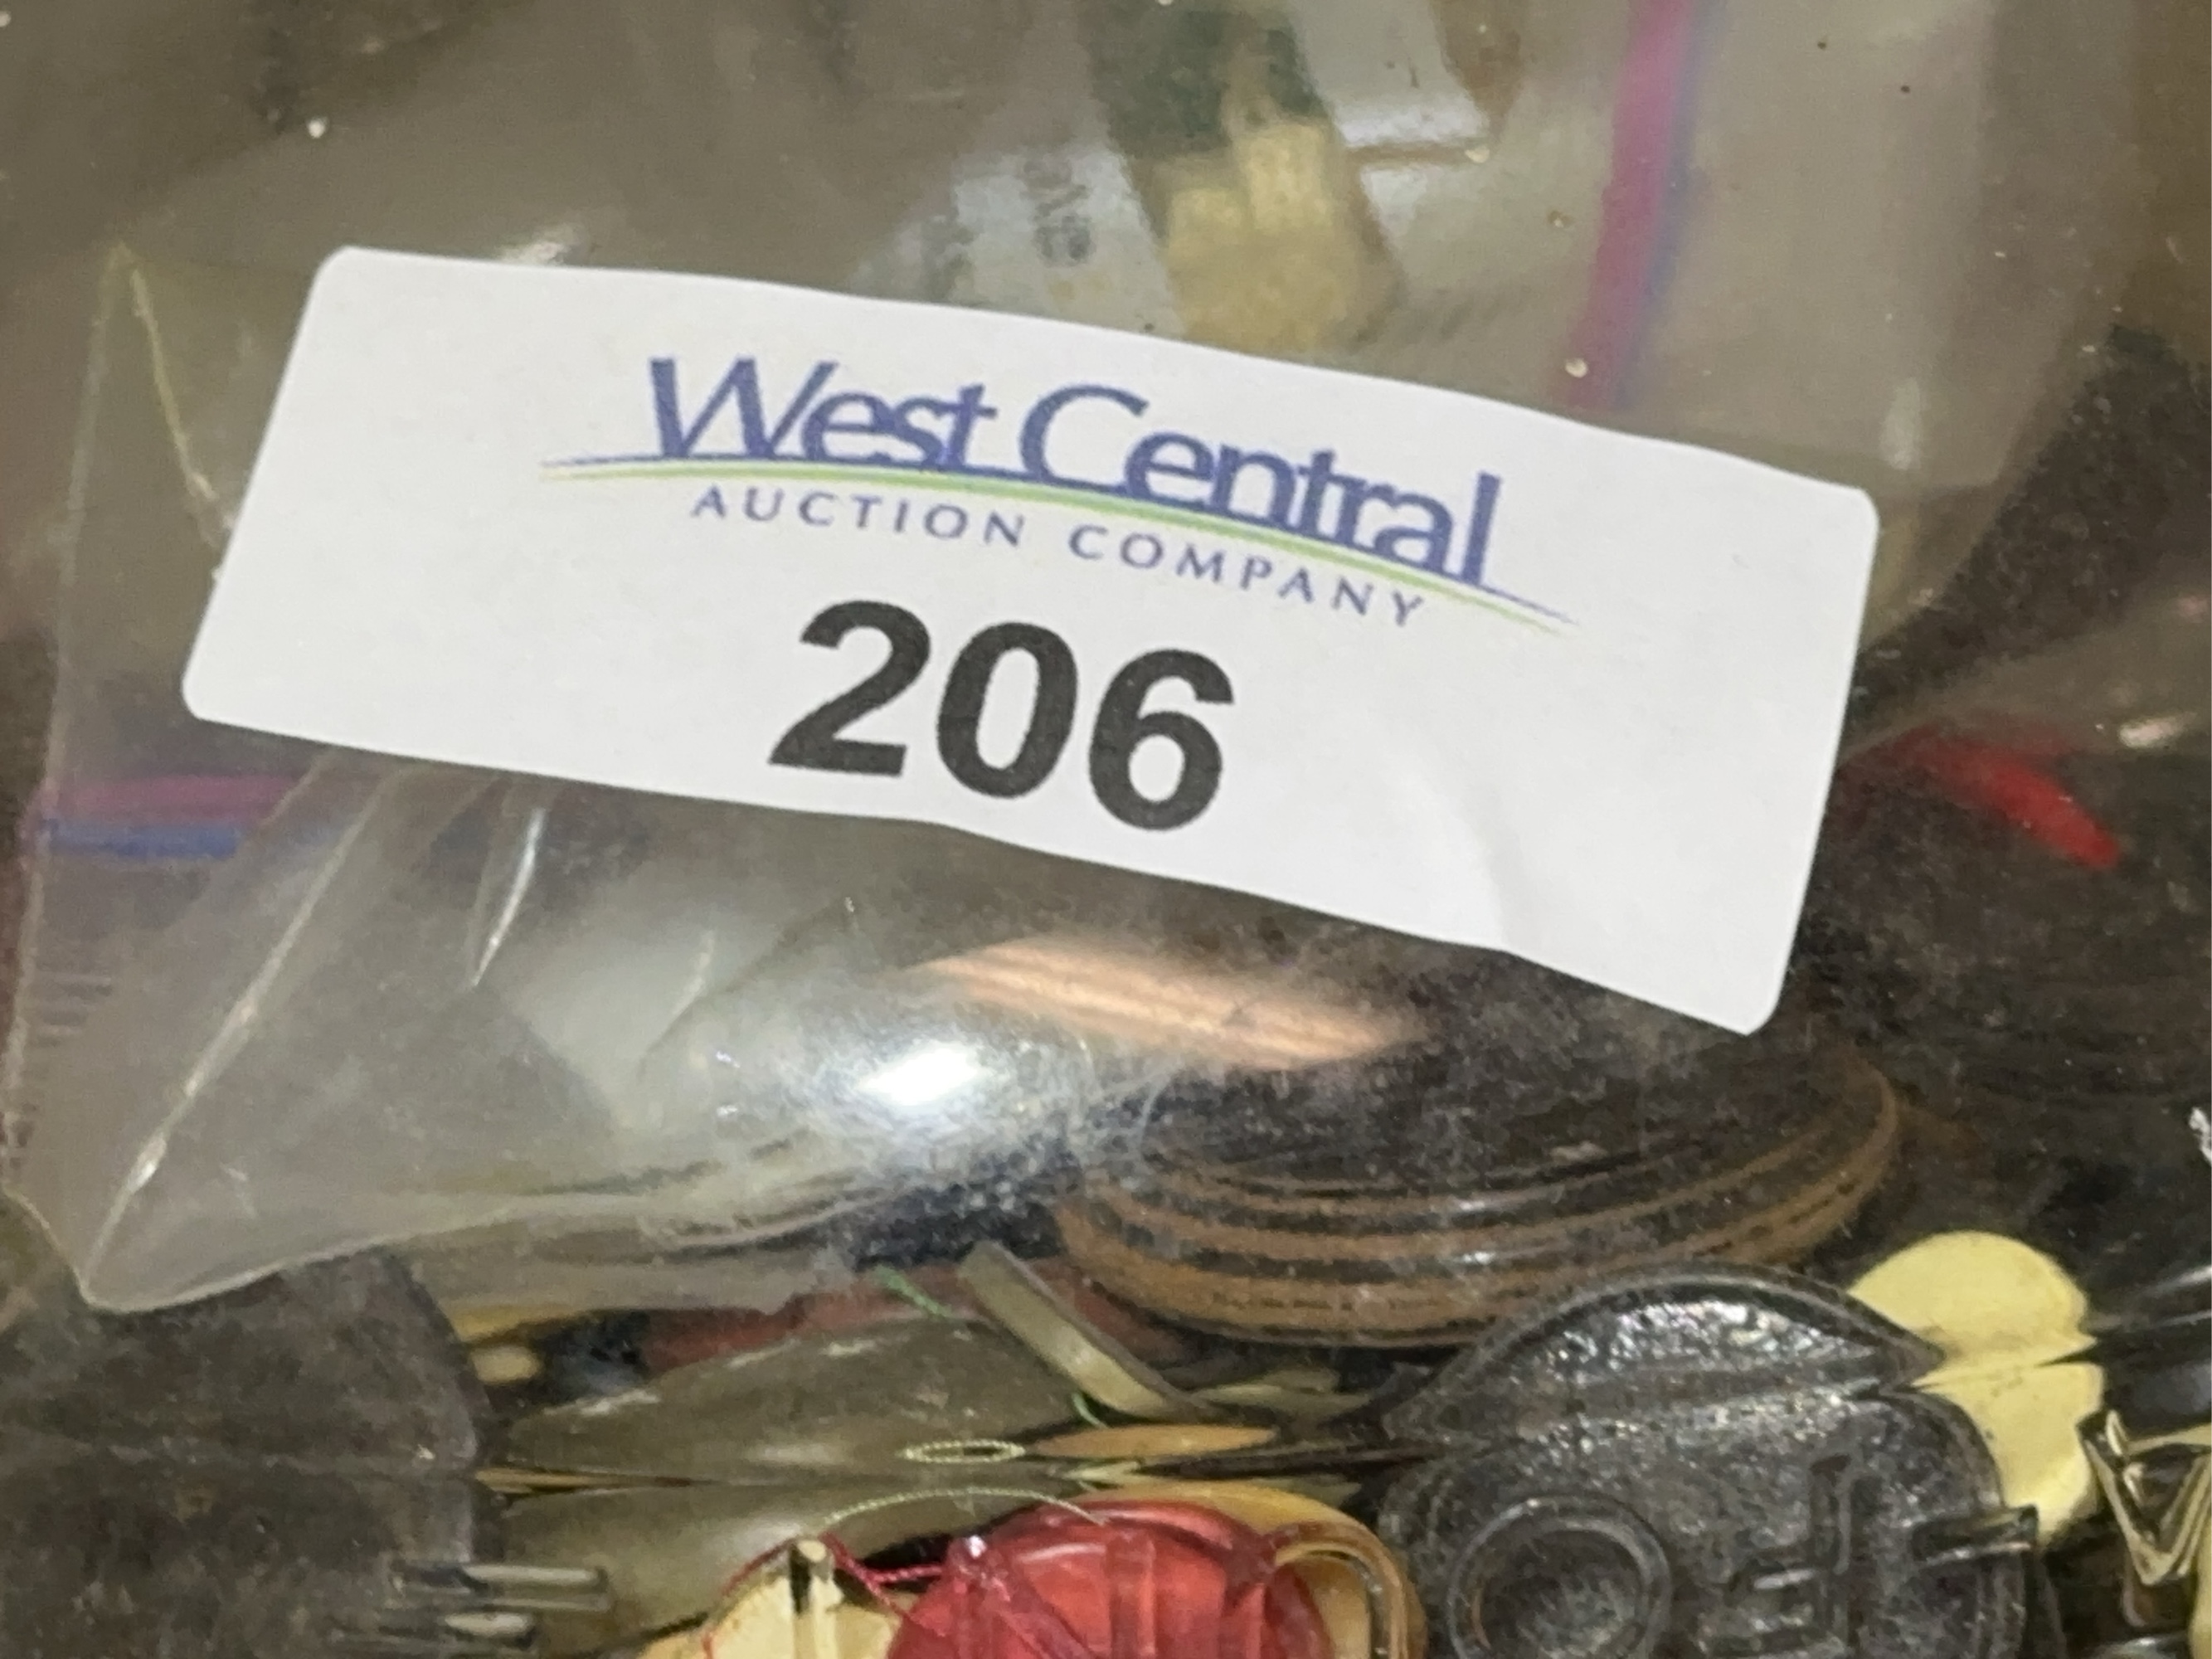 West Central
AUCTION COMPANY
206